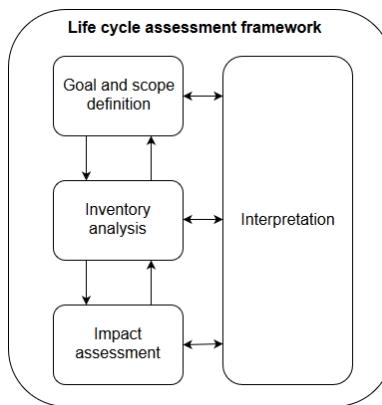 Life cycle assessment framework
Goal and scope
definition
Inventory
analysis
Interpretation
Impact
assessment